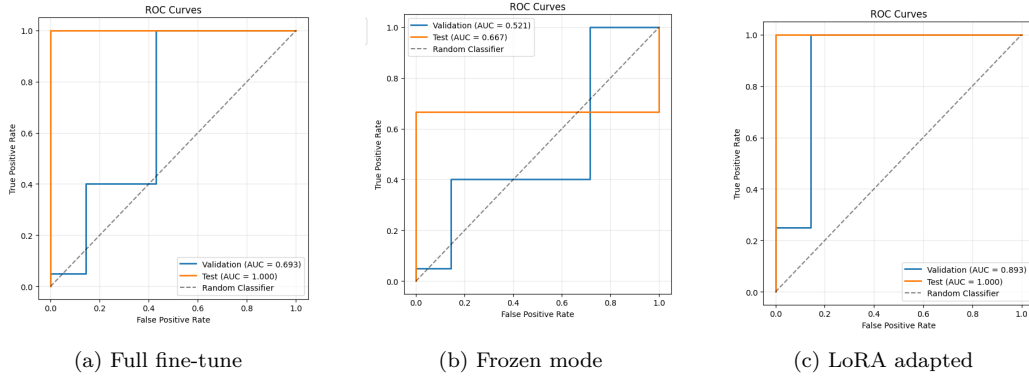 ROC Curves
1.0
0.8
0.6
0.4
0.2
0.0
True Positive Rate
0.0 0.2 0.4 0.6 0.8 1.0
False Positive Rate
Validation (AUC = 0.693)
Test (AUC = 1.000)
Random Classifier
(a) Full fine-tune
ROC Curves
Validation (AUC = 0.521)
Test (AUC = 0.667)
Random Classifier
1.0
0.8
0.6
0.4
0.2
0.0
True Positive Rate
0.0 0.2 0.4 0.6 0.8 1.0
False Positive Rate
(b) Frozen mode
ROC Curves
1.0
0.8
0.6
0.4
0.2
0.0
True Positive Rate
0.0 0.2 0.4 0.6 0.8 1.0
False Positive Rate
Validation (AUC = 0.893)
Test (AUC = 1.000)
Random Classifier
(c) LoRA adapted